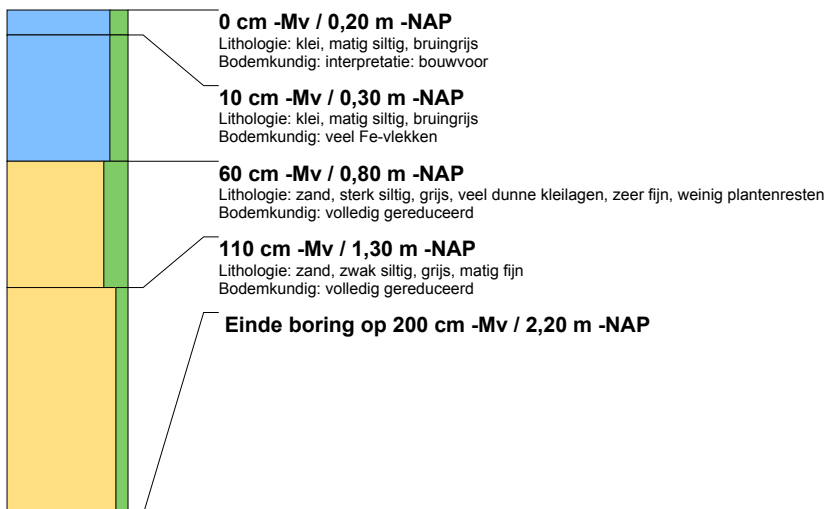 0 cm -Mv / 0,20 m -NAP
Lithologie: klei, matig siltig, bruingrijs
Bodemkundig: interpretatie: bouwvoor
10 cm -Mv / 0,30 m -NAP
Lithologie: klei, matig siltig, bruingrijs
Bodemkundig: veel Fe-vlekken
60 cm -Mv / 0,80 m -NAP
Lithologie: zand, sterk siltig, grijs, veel dunne kleilagen, zeer fijn, weinig plantenresten
Bodemkundig: volledig gereduceerd
110 cm -Mv / 1,30 m -NAP
Lithologie: zand, zwak siltig, grijs, matig fijn
Bodemkundig: volledig gereduceerd
Einde boring op 200 cm -Mv / 2,20 m -NAP